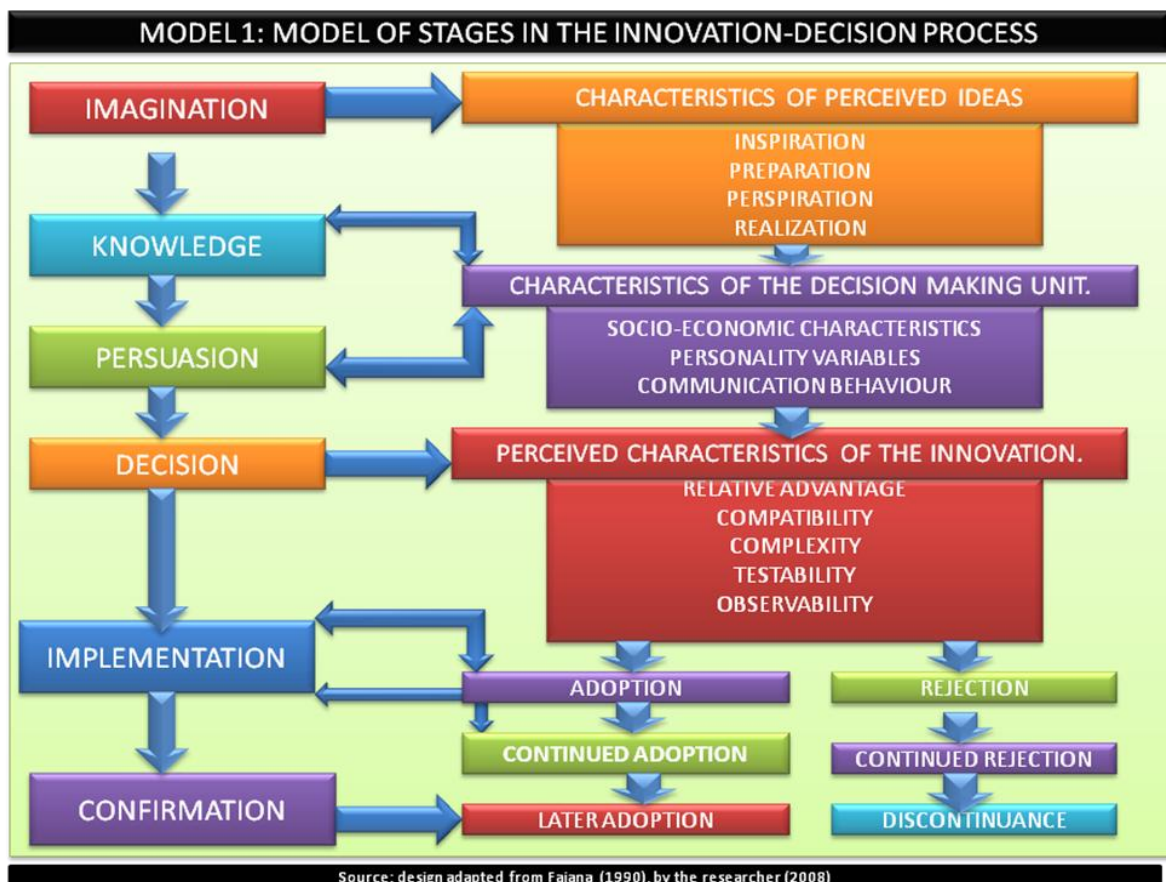 MODEL 1: MODEL OF STAGES IN THE INNOVATION-DECISION PROCESS
IMAGINATION
CHARACTERISTICS OF PERCEIVED IDEAS
INSPIRATION
PREPARATION
PERSPIRATION
REALIZATION
KNOWLEDGE
CHARACTERISTICS OF THE DECISION MAKING UNIT.
SOCIO-ECONOMIC CHARACTERISTICS
PERSONALITY VARIABLES
COMMUNICATION BEHAVIOUR
PERSUASION
DECISION
PERCEIVED CHARACTERISTICS OF THE INNOVATION.
RELATIVE ADVANTAGE
COMPATIBILITY
COMPLEXITY
TESTABILITY
OBSERVABILITY
IMPLEMENTATION
ADOPTION
REJECTION
CONTINUED ADOPTION
CONTINUED REJECTION
CONFIRMATION
LATER ADOPTION
DISCONTINUANCE
Source: design adapted from Fajana, (1990), by the researcher (2008)